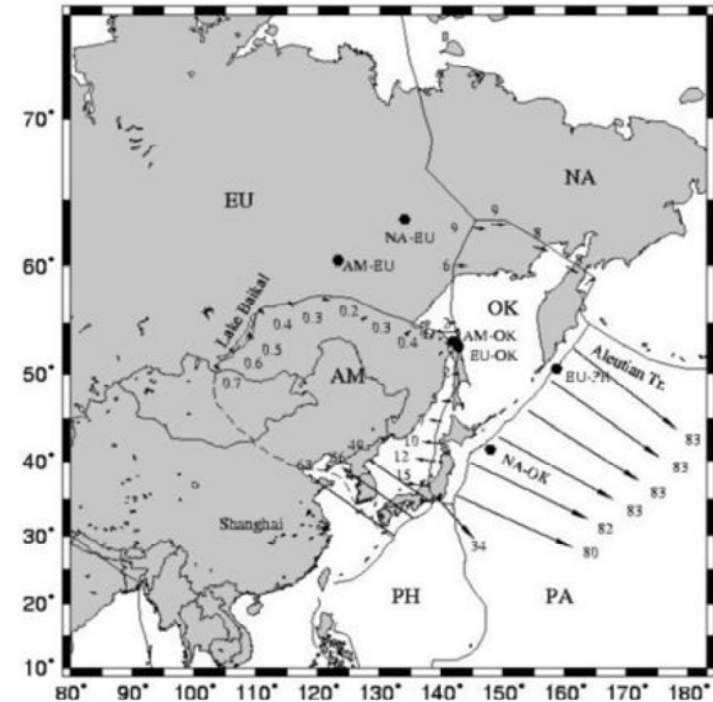 70°
60°
50°
40°
30°
20°
10°
80°
90°
100°
110°
120°
130°
140°
150°
160°
170°
180°
EU
NA
NA-EU
AM-EU
9
9
8
6
OK
Lake Baikal
0.2
0.3
0.4
0.3
0.4
0.5
0.6
0.7
AM
AM-OK
EU-OK
Aleutian Tr.
NA-OK
10
12
15
49
Shanghai
34
83
83
83
83
82
80
PH
PA